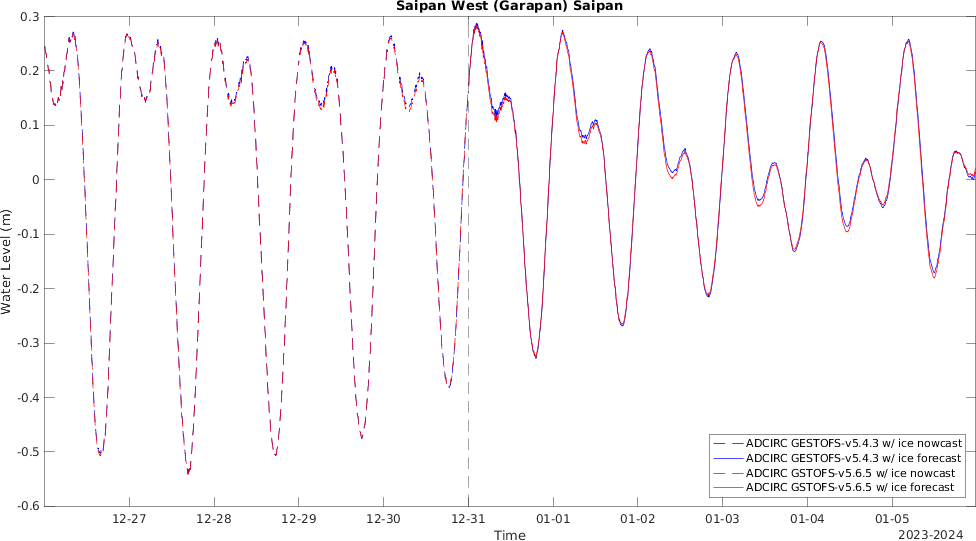 Saipan West (Garapan) Saipan
0.3
0.2
0.1
0
-0.1
-0.2
-0.3
-0.4
-0.5
-0.6
Water Level (m)
ADCIRC GESTOFS-v5.4.3 w/ ice nowcast
ADCIRC GESTOFS-v5.4.3 w/ ice forecast
ADCIRC GSTOFS-v5.6.5 w/ ice nowcast
ADCIRC GSTOFS-v5.6.5 w/ ice forecast
12-27 12-28 12-29 12-30 12-31 01-01 01-02 01-03 01-04 01-05
Time
2023-2024